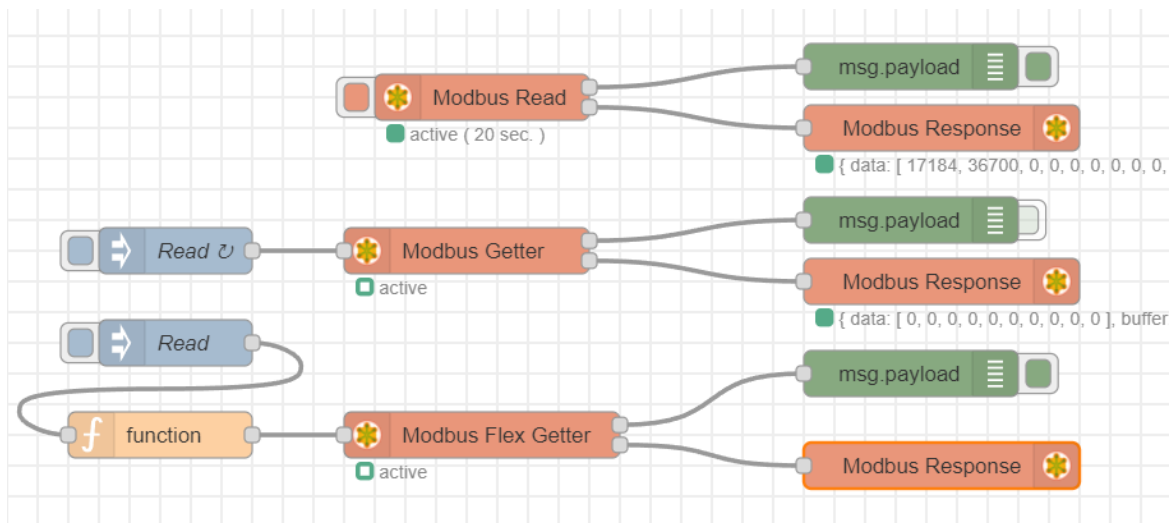 msg.payload
Modbus Read
active ( 20 sec. )
Modbus Response
{ data: [ 17184, 36700, 0, 0, 0, 0, 0, 0, 0,
msg.payload
Read ↻
Modbus Getter
active
Modbus Response
{ data: [ 0, 0, 0, 0, 0, 0, 0, 0, 0, 0 ], buffer
Read
msg.payload
function
Modbus Flex Getter
active
Modbus Response